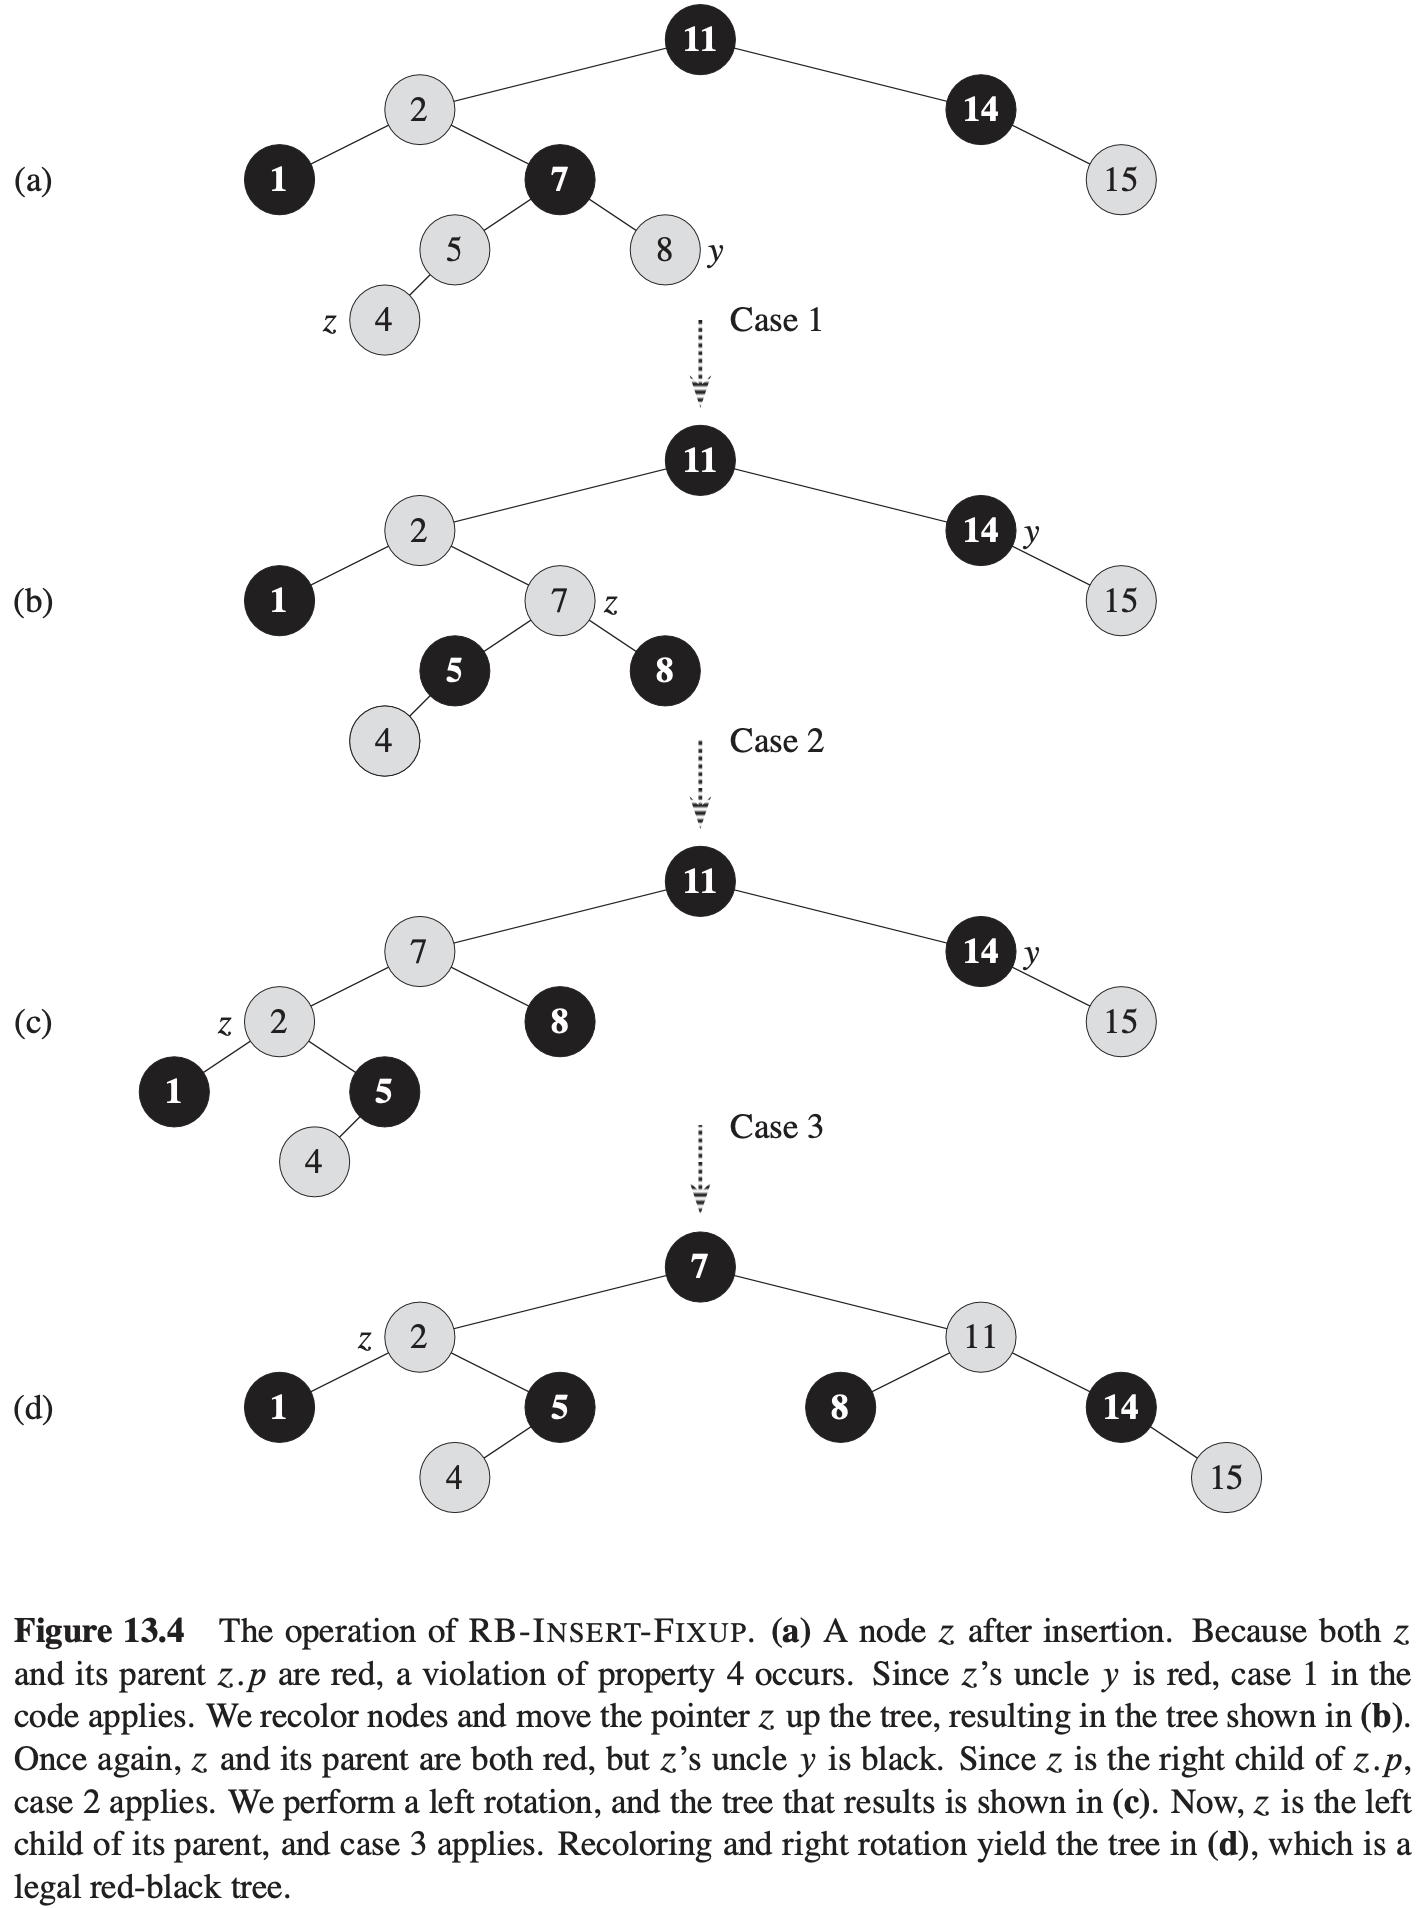 11
2
14
(a)
1
7
15
5
8
y
z
4
Case 1
11
2
14
y
(b)
1
7
z
15
5
8
4
Case 2
11
7
14
y
(c)
z
2
8
15
1
5
4
Case 3
7
z
2
11
(d)
1
5
8
14
4
15
Figure 13.4 The operation of RB-INSERT-FIXUP. (a) A node z after insertion. Because both z
and its parent z.p are red, a violation of property 4 occurs. Since z’s uncle y is red, case 1 in the
code applies. We recolor nodes and move the pointer z up the tree, resulting in the tree shown in (b).
Once again, z and its parent are both red, but z’s uncle y is black. Since z is the right child of z.p,
case 2 applies. We perform a left rotation, and the tree that results is shown in (c). Now, z is the left
child of its parent, and case 3 applies. Recoloring and right rotation yield the tree in (d), which is a
legal red-black tree.